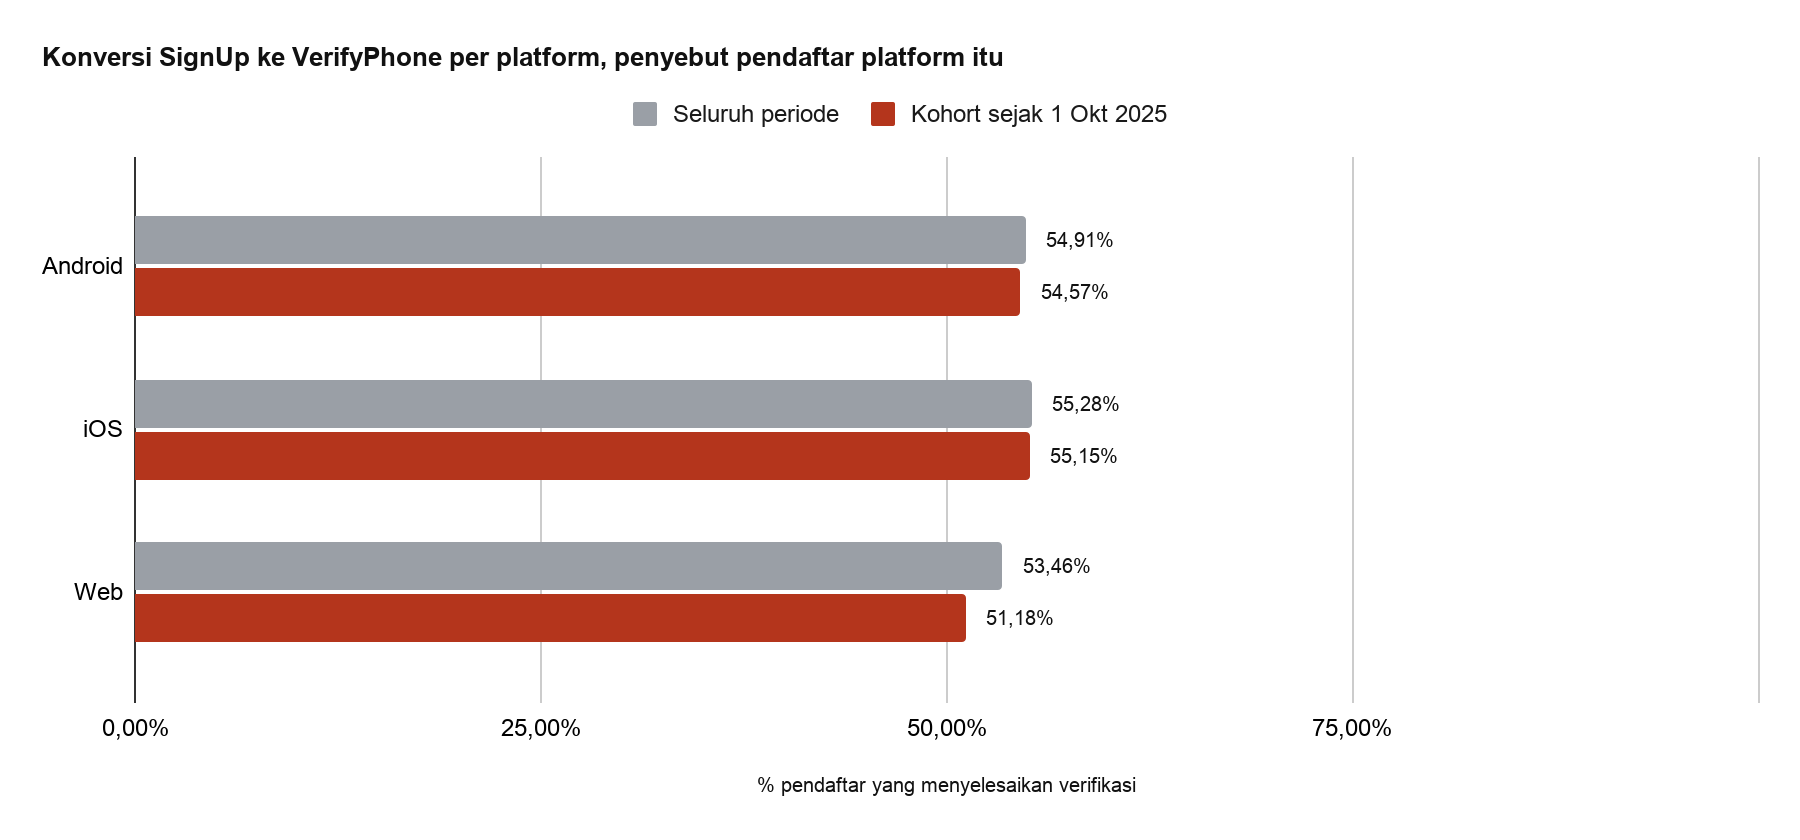 Konversi SignUp ke VerifyPhone per platform, penyebut pendaftar platform itu
Seluruh periode
Kohort sejak 1 Okt 2025
Android
54,91%
54,57%
iOS
55,28%
55,15%
Web
53,46%
51,18%
0,00%
25,00%
50,00%
75,00%
% pendaftar yang menyelesaikan verifikasi